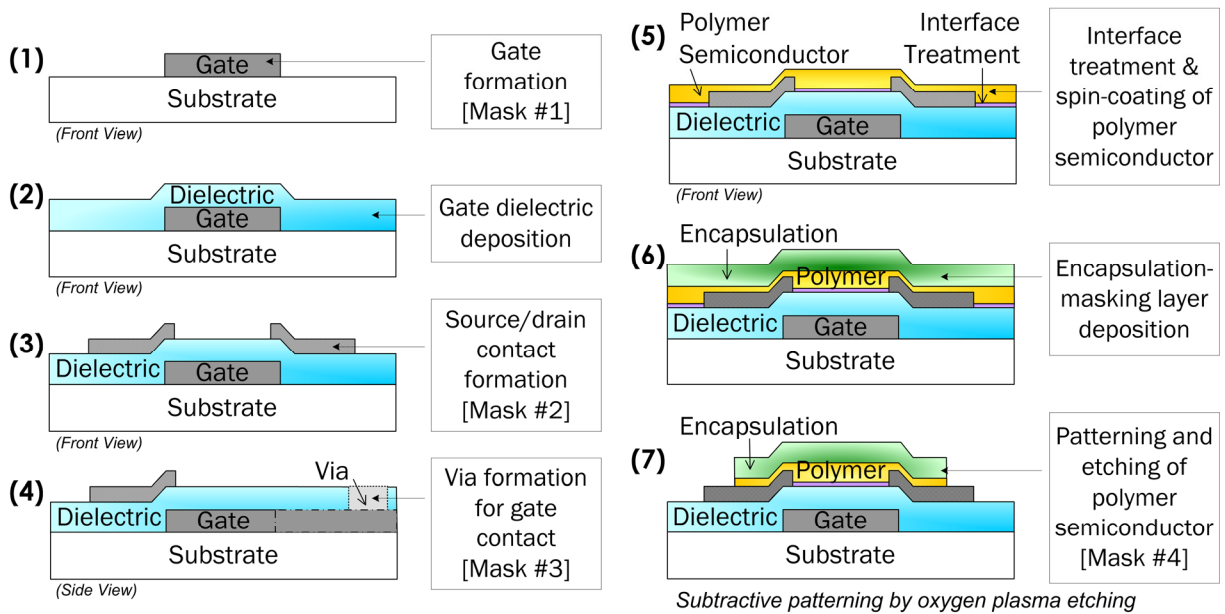 (1)
Gate
Substrate
(Front View)
Gate
formation
[Mask #1]
(2)
Dielectric
Gate
Substrate
(Front View)
Gate dielectric
deposition
(3)
Dielectric
Gate
Substrate
(Front View)
Source/drain
contact
formation
[Mask #2]
(4)
Via
Dielectric
Gate
Substrate
(Side View)
Via formation
for gate
contact
[Mask #3]
(5)
Polymer
Semiconductor
Interface
Treatment
Dielectric
Gate
Substrate
(Front View)
Interface
treatment &
spin-coating of
polymer
semiconductor
(6)
Encapsulation
Polymer
Dielectric
Gate
Substrate
Encapsulation-
masking layer
deposition
(7)
Encapsulation
Polymer
Dielectric
Gate
Substrate
Patterning and
etching of
polymer
semiconductor
[Mask #4]
Subtractive patterning by oxygen plasma etching